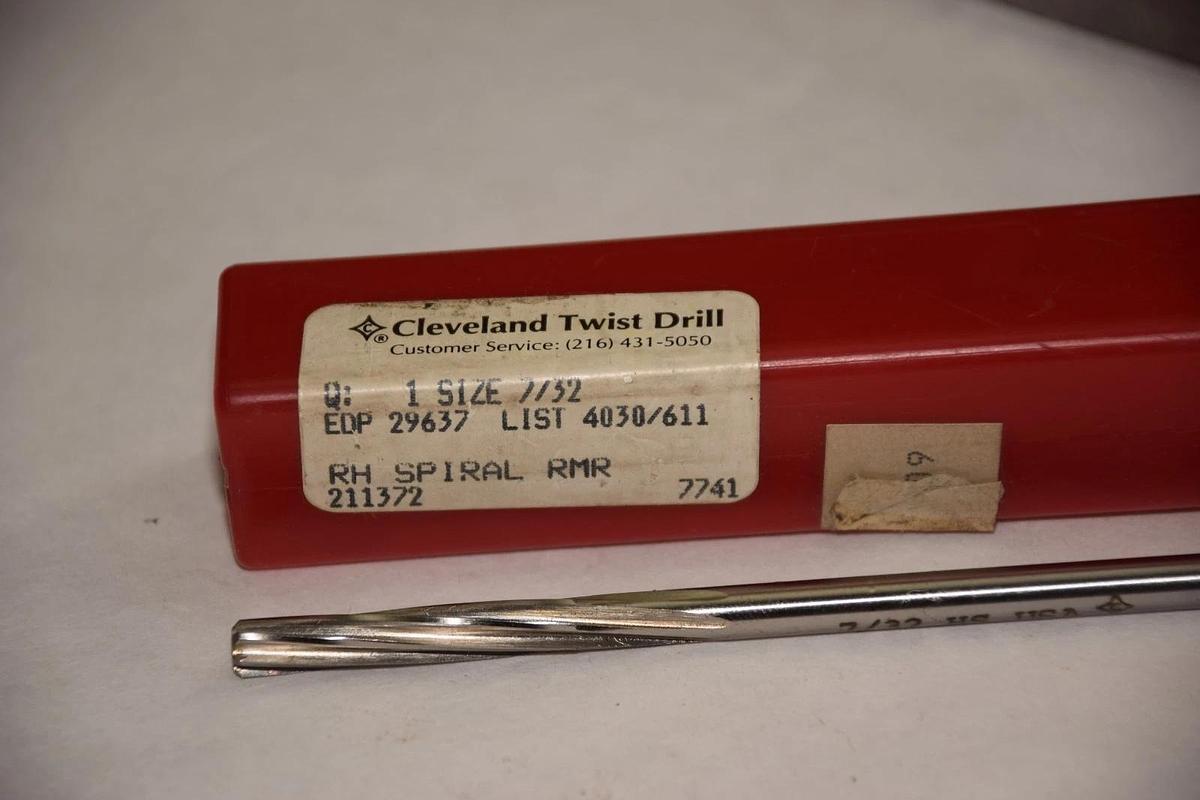 C® Cleveland Twist Drill
Customer Service: (216) 431-5050
Q: 1 SIZE 7/32
EDP 29637 LIST 4030/611
RH SPIRAL RMR
211372 7741
7/32 HS USA C